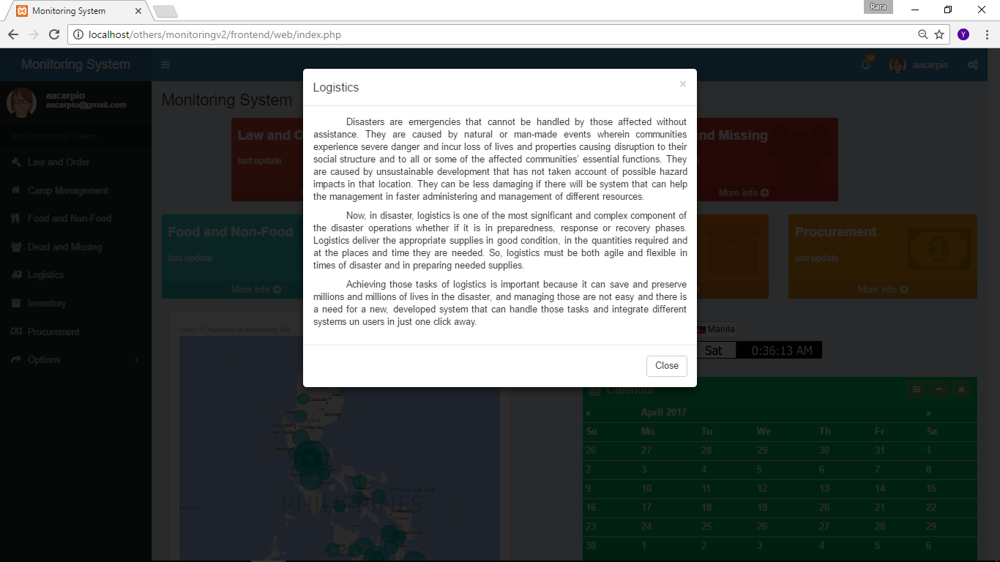 Monitoring System
Rara
localhost/others/monitoringv2/frontend/web/index.php
Y
Monitoring System
aacarpio
aacarpio
aacarpio@gmail.com
Menu Monitoring System
Law and Order
Camp Management
Food and Non-Food
Dead and Missing
Logistics
Inventory
Procurement
Options
Monitoring System
Law and O
last update
nd Missing
More info
Food and Non-Food
last update
More info
Procurement
last update
1
More info
Logistics
×
Disasters are emergencies that cannot be handled by those affected without
assistance. They are caused by natural or man-made events wherein communities
experience severe danger and incur loss of lives and properties causing disruption to their
social structure and to all or some of the affected communities' essential functions. They
are caused by unsustainable development that has not taken account of possible hazard
impacts in that location. They can be less damaging if there will be system that can help
the management in faster administering and management of different resources.
Now, in disaster, logistics is one of the most significant and complex component of
the disaster operations whether if it is in preparedness, response or recovery phases.
Logistics deliver the appropriate supplies in good condition, in the quantities required and
at the places and time they are needed. So, logistics must be both agile and flexible in
times of disaster and in preparing needed supplies.
Achieving those tasks of logistics is important because it can save and preserve
millions and millions of lives in the disaster, and managing those are not easy and there is
a need for a new, developed system that can handle those tasks and integrate different
systems un users in just one click away.
Close
Population by Municipality_City
Cauayan
Santiago
Philippine Sea
PHILIPPINES
Manila
Sat 0:36:13 AM
Calendar
« April 2017 »
Su Mo Tu We Th Fr Sa
26 27 28 29 30 31 1
2 3 4 5 6 7 8
9 10 11 12 13 14 15
16 17 18 19 20 21 22
23 24 25 26 27 28 29
30 1 2 3 4 5 6